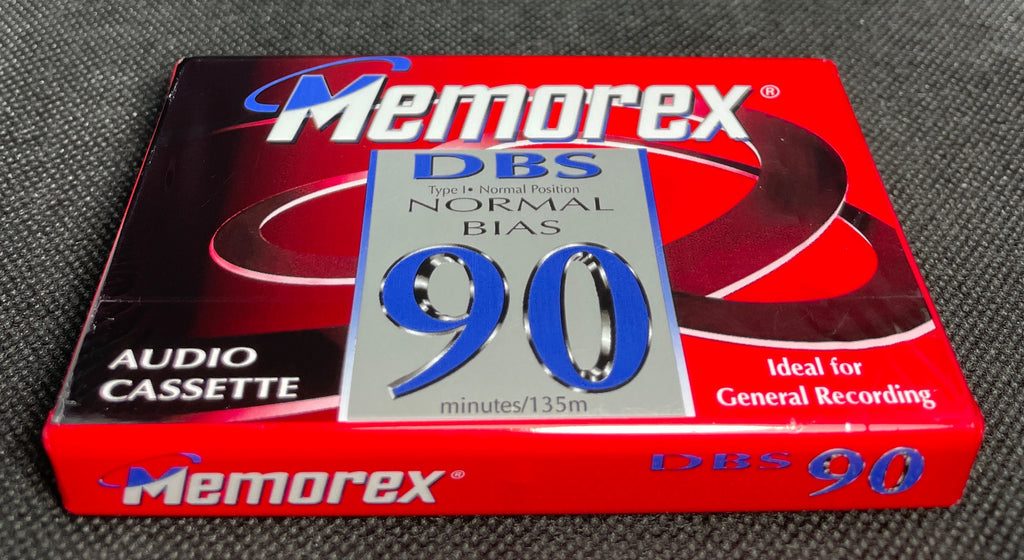 Memorex®
DBS
Type I• Normal Position
NORMAL
BIAS
90
minutes/135m
AUDIO
CASSETTE
Ideal for
General Recording
Memorex®
DBS 90